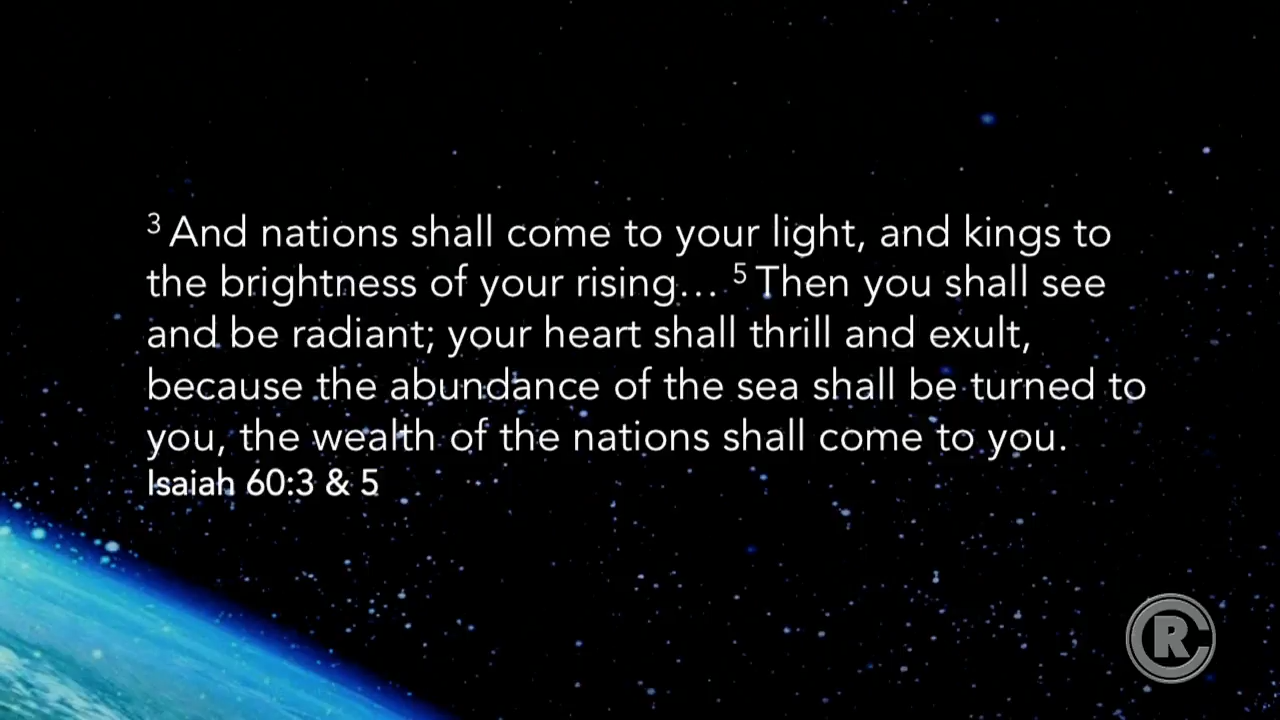 ³ And nations shall come to your light, and kings to
the brightness of your rising… ⁵ Then you shall see
and be radiant; your heart shall thrill and exult,
because the abundance of the sea shall be turned to
you, the wealth of the nations shall come to you.
Isaiah 60:3 & 5
CR